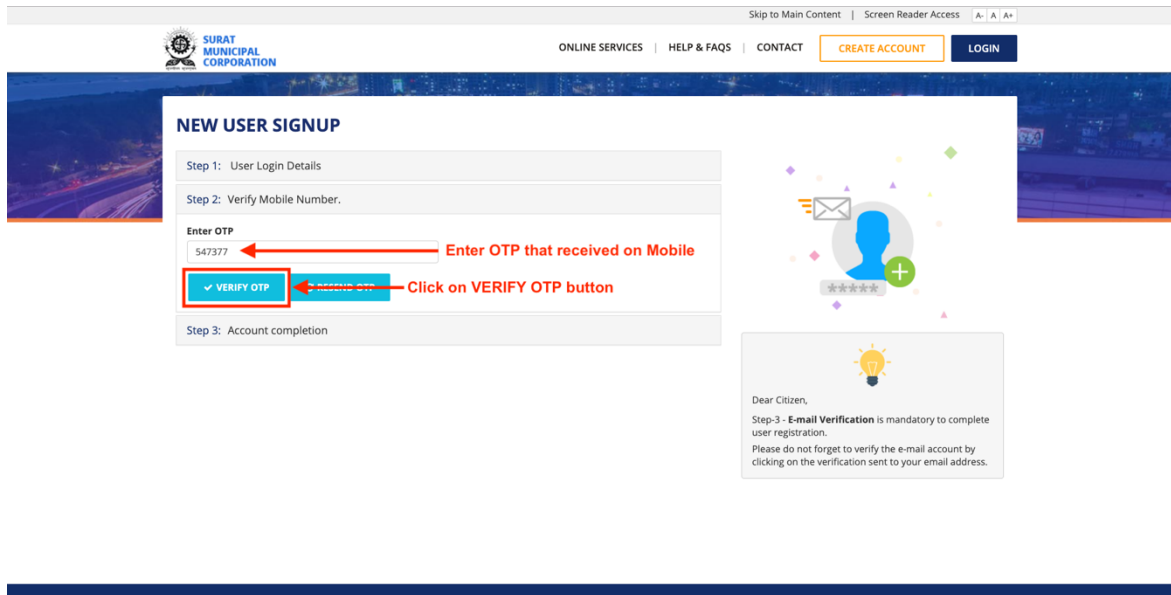 Skip to Main Content | Screen Reader Access A- A A+
SURAT
MUNICIPAL
CORPORATION
ONLINE SERVICES | HELP & FAQS | CONTACT CREATE ACCOUNT LOGIN
NEW USER SIGNUP
Step 1: User Login Details
Step 2: Verify Mobile Number.
Enter OTP
547377 Enter OTP that received on Mobile
VERIFY OTP RESEND OTP Click on VERIFY OTP button
Step 3: Account completion
*****
Dear Citizen,
Step-3 - E-mail Verification is mandatory to complete
user registration.
Please do not forget to verify the e-mail account by
clicking on the verification sent to your email address.